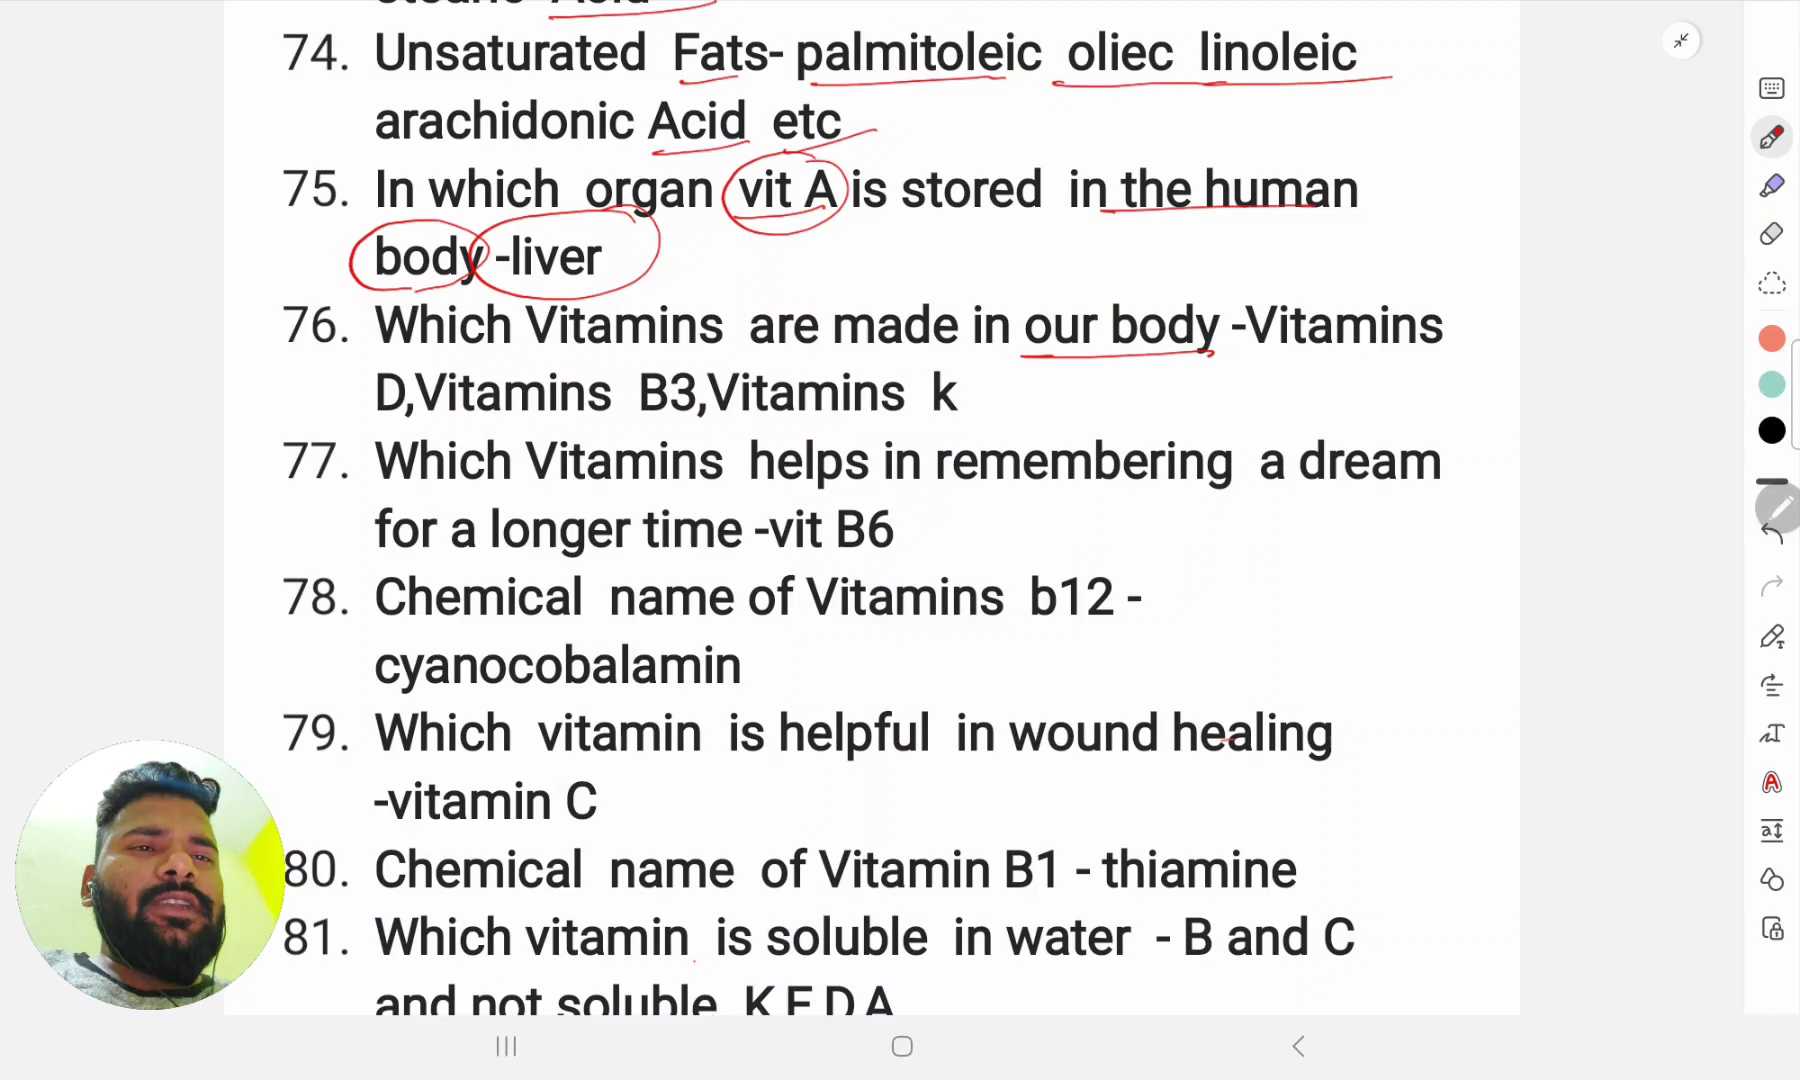 Acid
74. Unsaturated Fats- palmitoleic oliec linoleic
arachidonic Acid etc
75. In which organ vit A is stored in the human
body -liver
76. Which Vitamins are made in our body -Vitamins
D,Vitamins B3,Vitamins k
77. Which Vitamins helps in remembering a dream
for a longer time -vit B6
78. Chemical name of Vitamins b12 -
cyanocobalamin
79. Which vitamin is helpful in wound healing
-vitamin C
80. Chemical name of Vitamin B1 - thiamine
81. Which vitamin is soluble in water - B and C
and not soluble K E D A